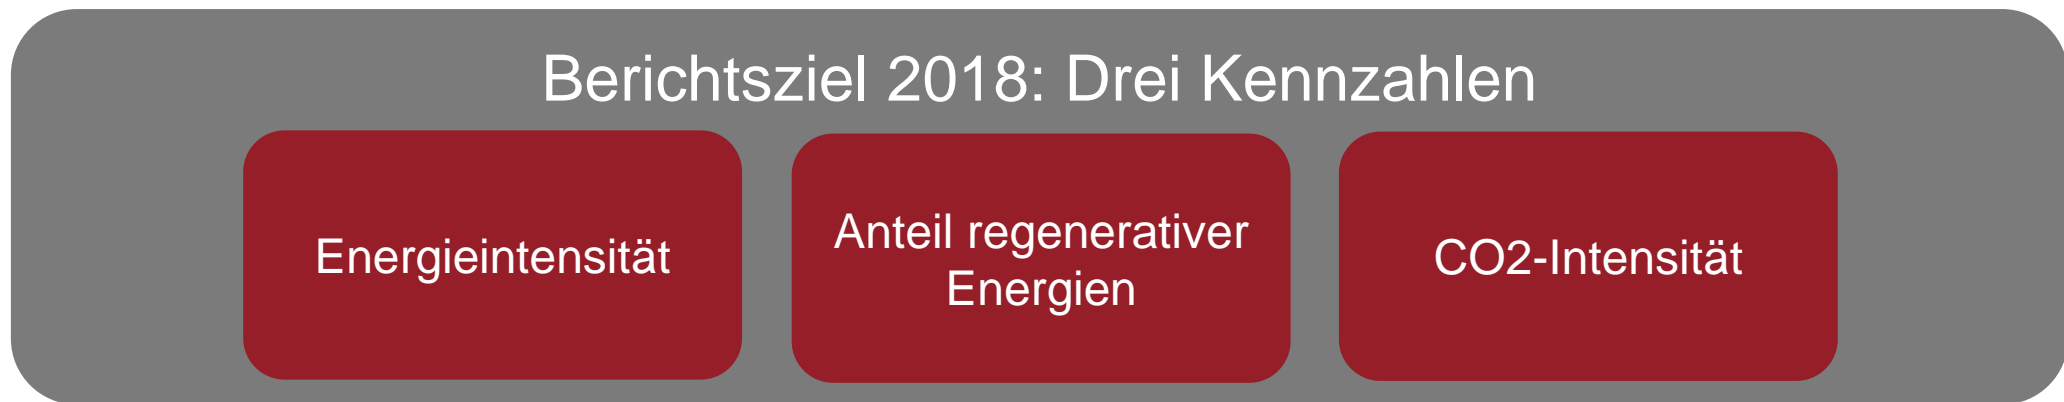 Berichtsziel 2018: Drei Kennzahlen
Energieintensität
Anteil regenerativer
Energien
CO2-Intensität